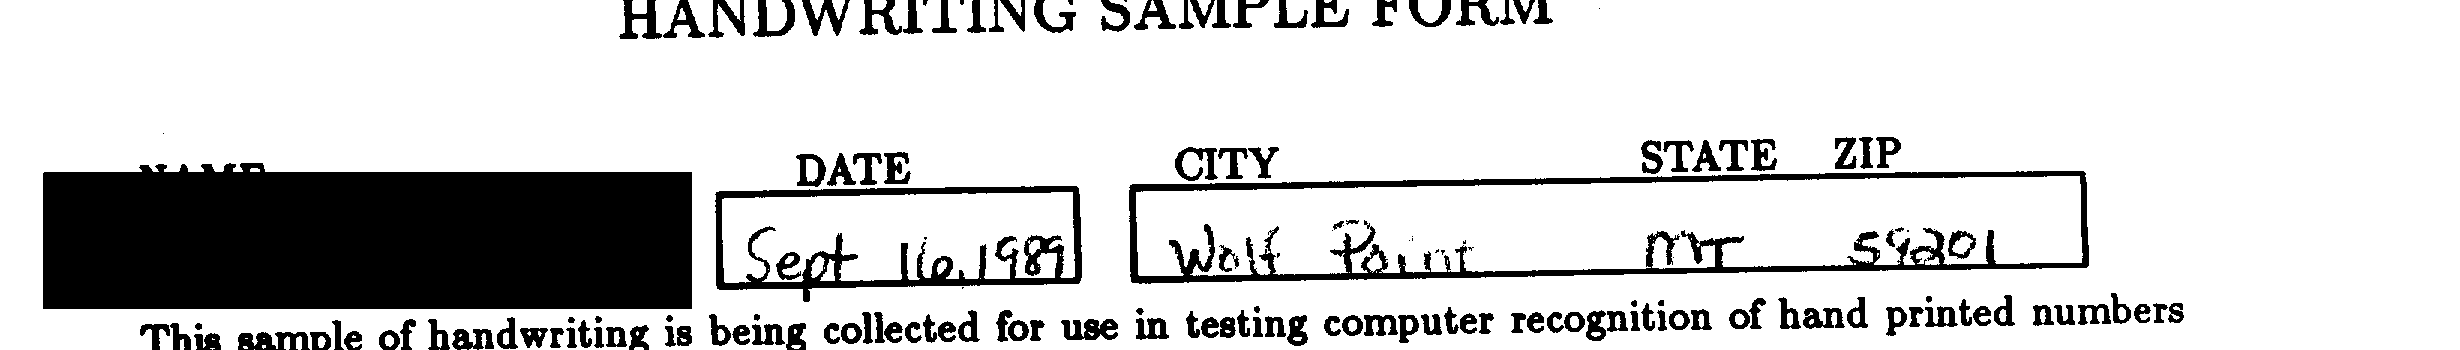 HANDWRITING SAMPLE FORM
NAME DATE CITY STATE ZIP
Sept 16, 1989 Wolf Point MT 59201
This sample of handwriting is being collected for use in testing computer recognition of hand printed numbers